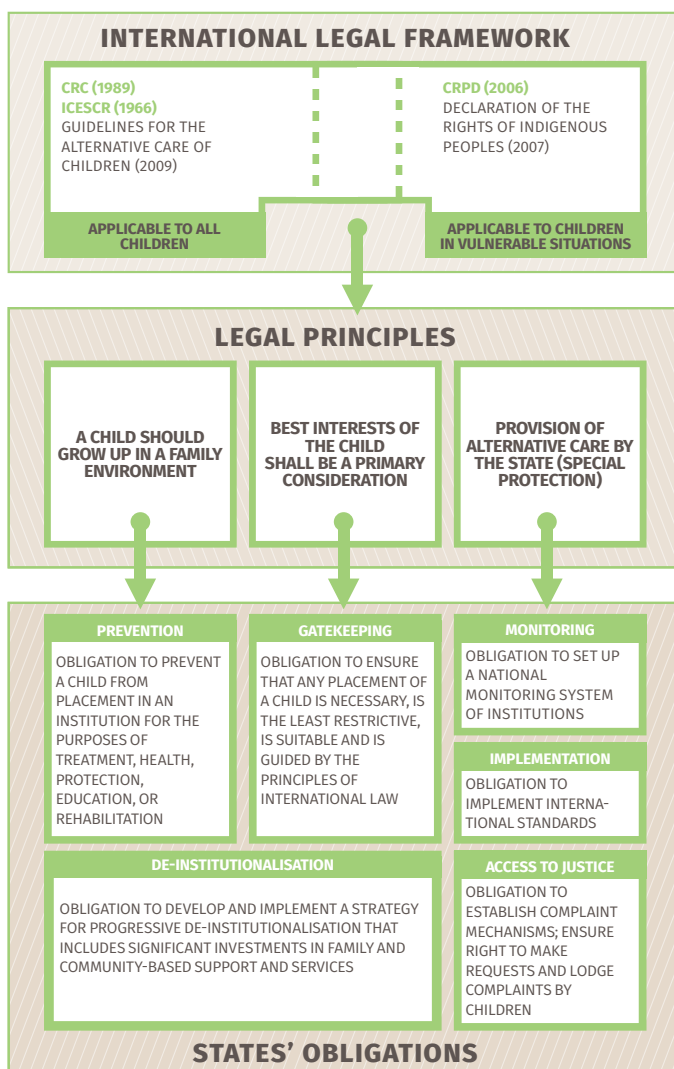 INTERNATIONAL LEGAL FRAMEWORK
CRC (1989)
ICESCR (1966)
GUIDELINES FOR THE
ALTERNATIVE CARE OF
CHILDREN (2009)
APPLICABLE TO ALL
CHILDREN
CRPD (2006)
DECLARATION OF THE
RIGHTS OF INDIGENOUS
PEOPLES (2007)
APPLICABLE TO CHILDREN
IN VULNERABLE SITUATIONS
LEGAL PRINCIPLES
A CHILD SHOULD
GROW UP IN A FAMILY
ENVIRONMENT
BEST INTERESTS OF
THE CHILD
SHALL BE A PRIMARY
CONSIDERATION
PROVISION OF
ALTERNATIVE CARE BY
THE STATE (SPECIAL
PROTECTION)
PREVENTION
OBLIGATION TO PREVENT
A CHILD FROM
PLACEMENT IN AN
INSTITUTION FOR THE
PURPOSES OF
TREATMENT, HEALTH,
PROTECTION,
EDUCATION, OR
REHABILITATION
GATEKEEPING
OBLIGATION TO ENSURE
THAT ANY PLACEMENT OF
A CHILD IS NECESSARY, IS
THE LEAST RESTRICTIVE,
IS SUITABLE AND IS
GUIDED BY THE
PRINCIPLES OF
INTERNATIONAL LAW
MONITORING
OBLIGATION TO SET UP
A NATIONAL
MONITORING SYSTEM
OF INSTITUTIONS
IMPLEMENTATION
OBLIGATION TO
IMPLEMENT INTERNA-
TIONAL STANDARDS
DE-INSTITUTIONALISATION
OBLIGATION TO DEVELOP AND IMPLEMENT A STRATEGY
FOR PROGRESSIVE DE-INSTITUTIONALISATION THAT
INCLUDES SIGNIFICANT INVESTMENTS IN FAMILY AND
COMMUNITY-BASED SUPPORT AND SERVICES
ACCESS TO JUSTICE
OBLIGATION TO
ESTABLISH COMPLAINT
MECHANISMS; ENSURE
RIGHT TO MAKE
REQUESTS AND LODGE
COMPLAINTS BY
CHILDREN
STATES’ OBLIGATIONS